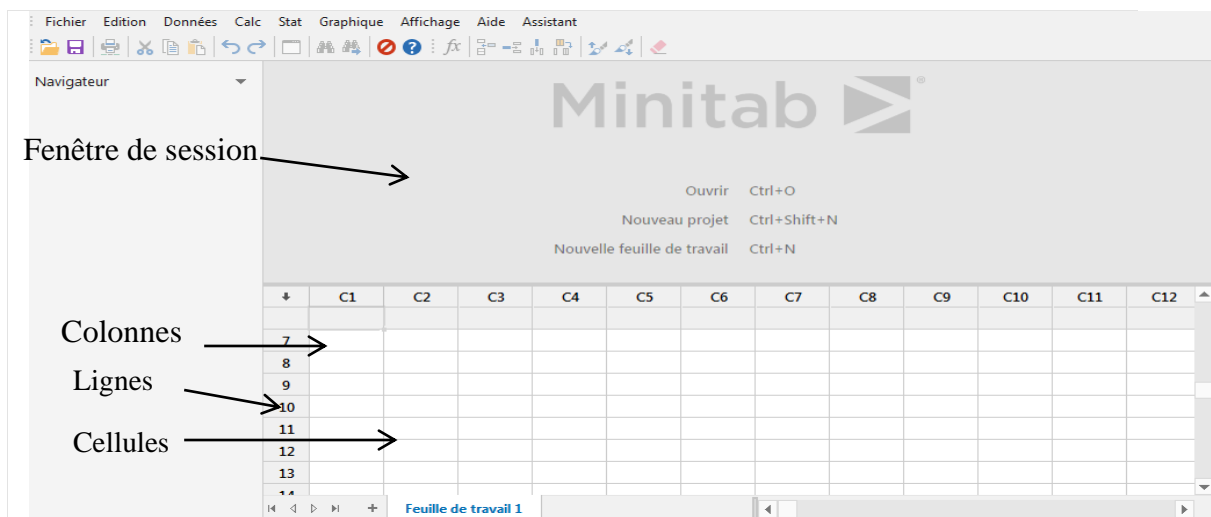 Fichier Edition Données Calc Stat Graphique Affichage Aide Assistant
fx
Navigateur
Minitab
®
Fenêtre de session
Ouvrir Ctrl+O
Nouveau projet Ctrl+Shift+N
Nouvelle feuille de travail Ctrl+N
C1 C2 C3 C4 C5 C6 C7 C8 C9 C10 C11 C12
Colonnes
7
8
Lignes
9
10
11
Cellules
12
13
14
+ Feuille de travail 1